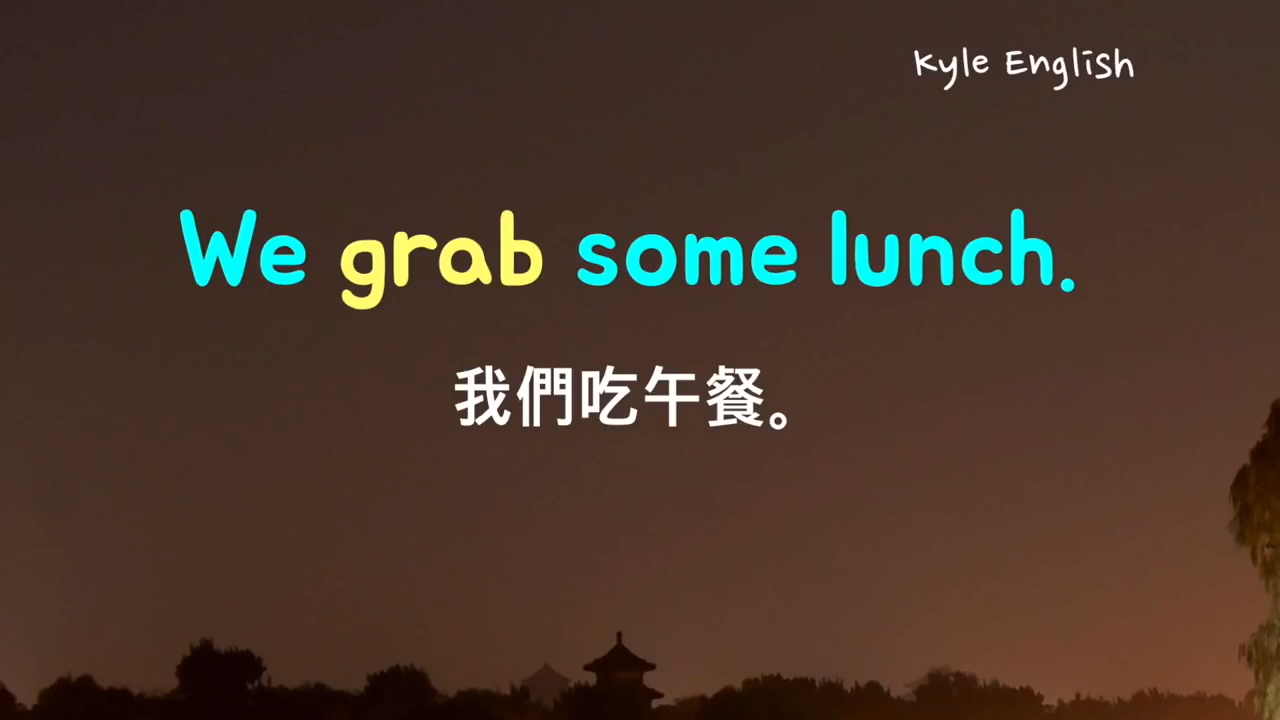 Kyle English
We grab some lunch.
我們吃午餐。